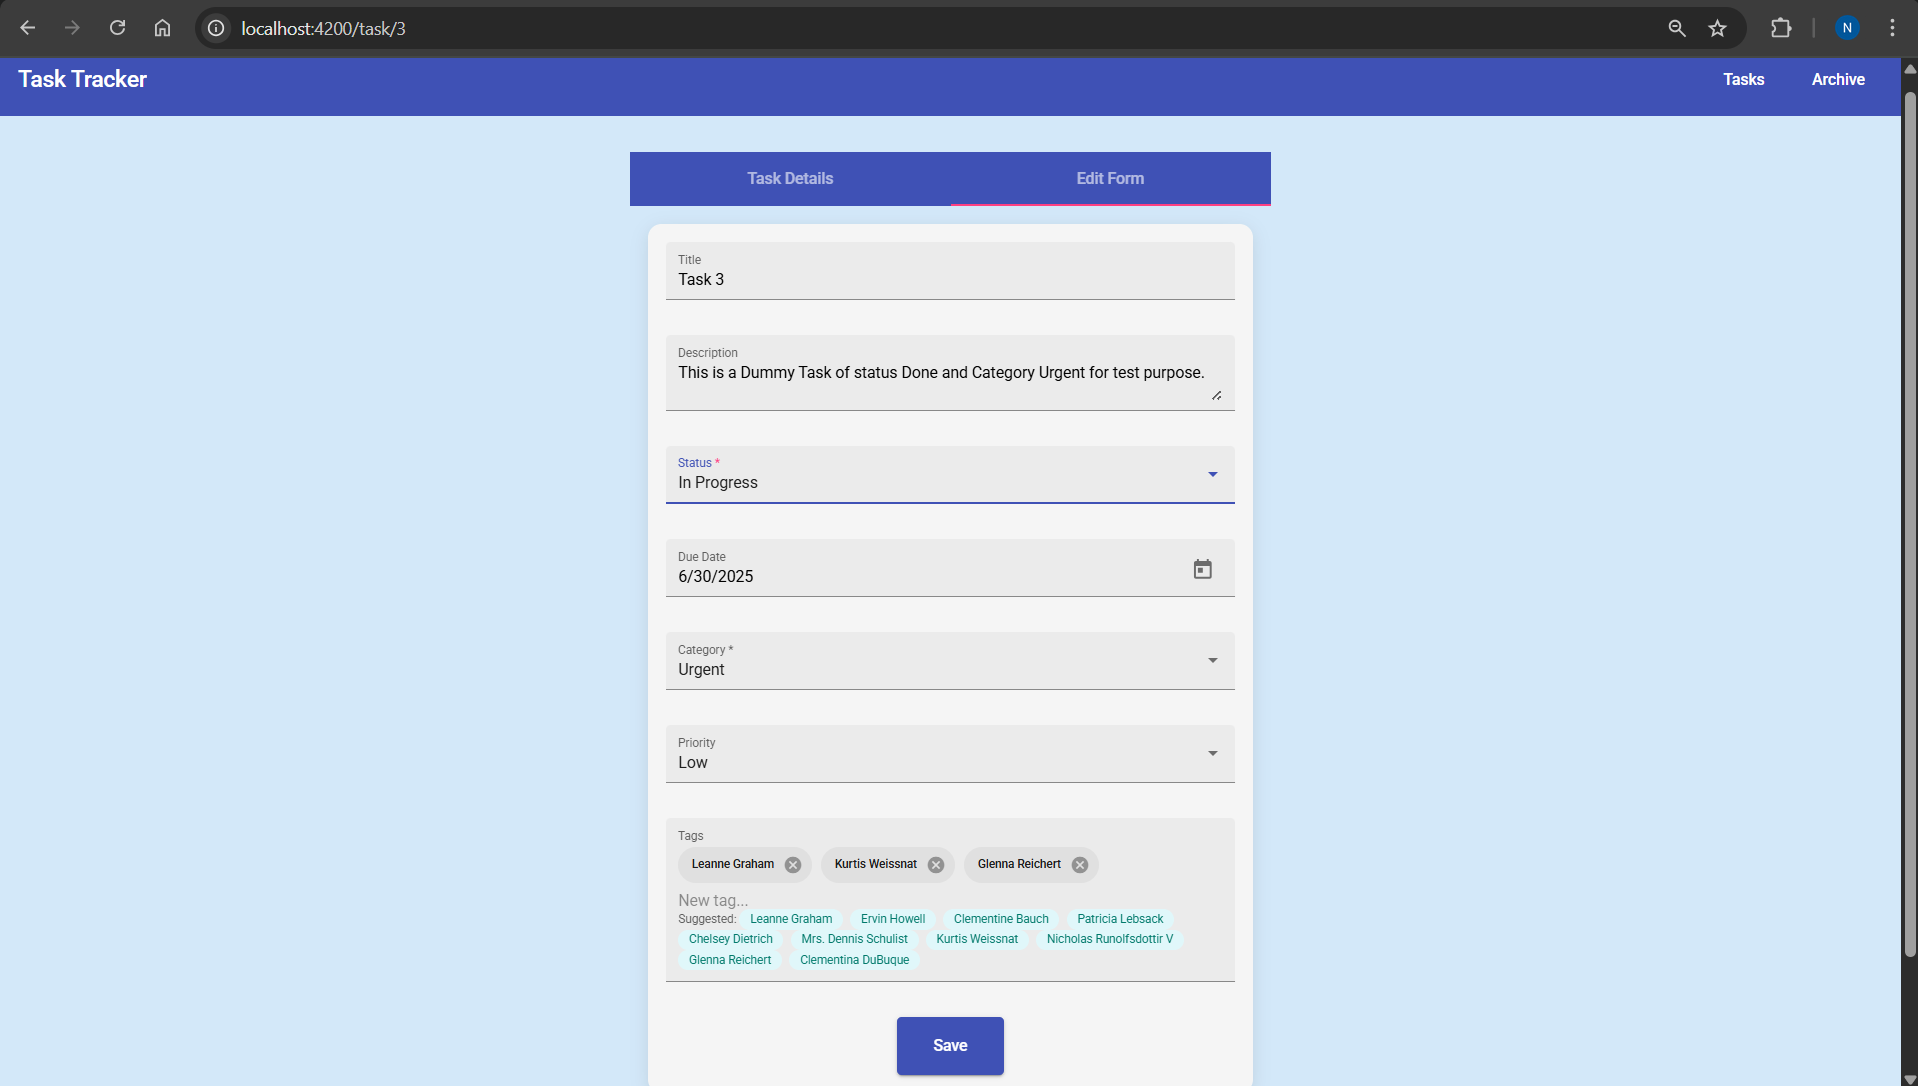 localhost:4200/task/3
N
Task Tracker
Tasks
Archive
Task Details
Edit Form
Title
Task 3
Description
This is a Dummy Task of status Done and Category Urgent for test purpose.
Status *
In Progress
Due Date
6/30/2025
Category *
Urgent
Priority
Low
Tags
Leanne Graham Kurtis Weissnat Glenna Reichert
New tag...
Suggested: Leanne Graham Ervin Howell Clementine Bauch Patricia Lebsack
Chelsey Dietrich Mrs. Dennis Schulist Kurtis Weissnat Nicholas Runolfsdottir V
Glenna Reichert Clementina DuBuque
Save